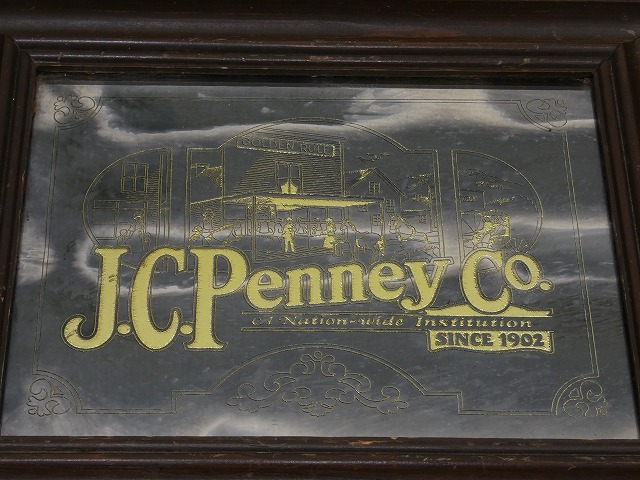 GOLDEN RULE
J.C.Penney Co.
A Nation-wide Institution
SINCE 1902